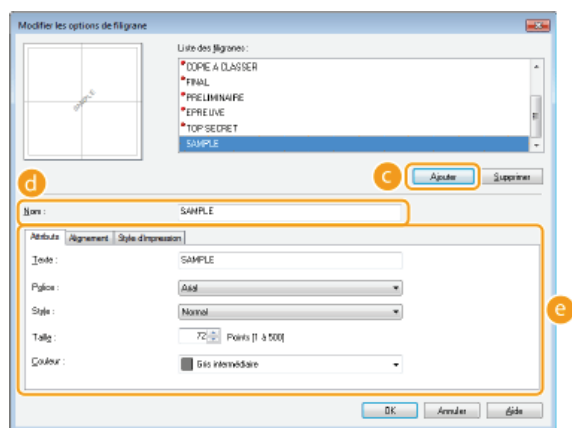 Modifier les options de filigrane
Liste des filigranes :
COPIE A CLASSER
FINAL
PRELIMINAIRE
EPREUVE
TOP SECRET
SAMPLE
SAMPLE
c
Ajouter
Supprimer
d
Nom :
SAMPLE
Attributs
Alignement
Style d'impression
Texte :
SAMPLE
Police :
Arial
e
Style :
Normal
Taille :
72
Points [1 à 500]
Couleur :
Gris intermédiaire
OK
Annuler
Aide